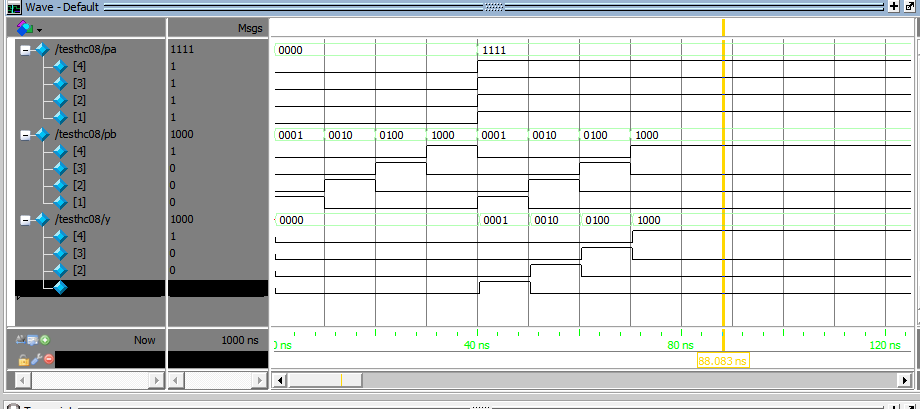 Wave - Default
Msgs
/testhc08/pa 1111 0000 1111
[4] 1
[3] 1
[2] 1
[1] 1
/testhc08/pb 1000 0001 0010 0100 1000 0001 0010 0100 1000
[4] 1
[3] 0
[2] 0
[1] 0
/testhc08/y 1000 0000 0001 0010 0100 1000
[4] 1
[3] 0
[2] 0
Now 1000 ns 0 ns 40 ns 80 ns 120 ns
88.083 ns